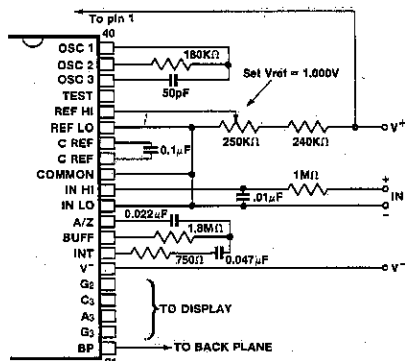 To pin 1
40
OSC 1
180KΩ
OSC 2
OSC 3
50pF
Set Vref = 1.000V
TEST
REF HI
REF LO
V+
250KΩ
240KΩ
C REF
0.1µF
C REF
COMMON
1MΩ
IN HI
+
.01µF
IN
IN LO
−
0.022µF
A/Z
BUFF
1.8MΩ
INT
750Ω
0.047µF
V−
V−
G2
C3
TO DISPLAY
A3
G3
BP
TO BACK PLANE
21